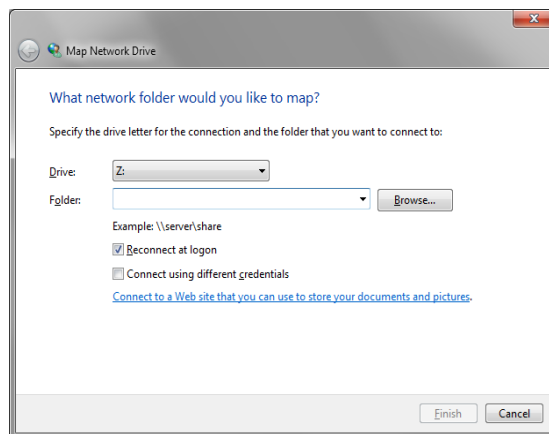 Map Network Drive
What network folder would you like to map?
Specify the drive letter for the connection and the folder that you want to connect to:
Drive: Z:
Folder: Browse...
Example: \\server\share
Reconnect at logon
Connect using different credentials
Connect to a Web site that you can use to store your documents and pictures.
Finish Cancel